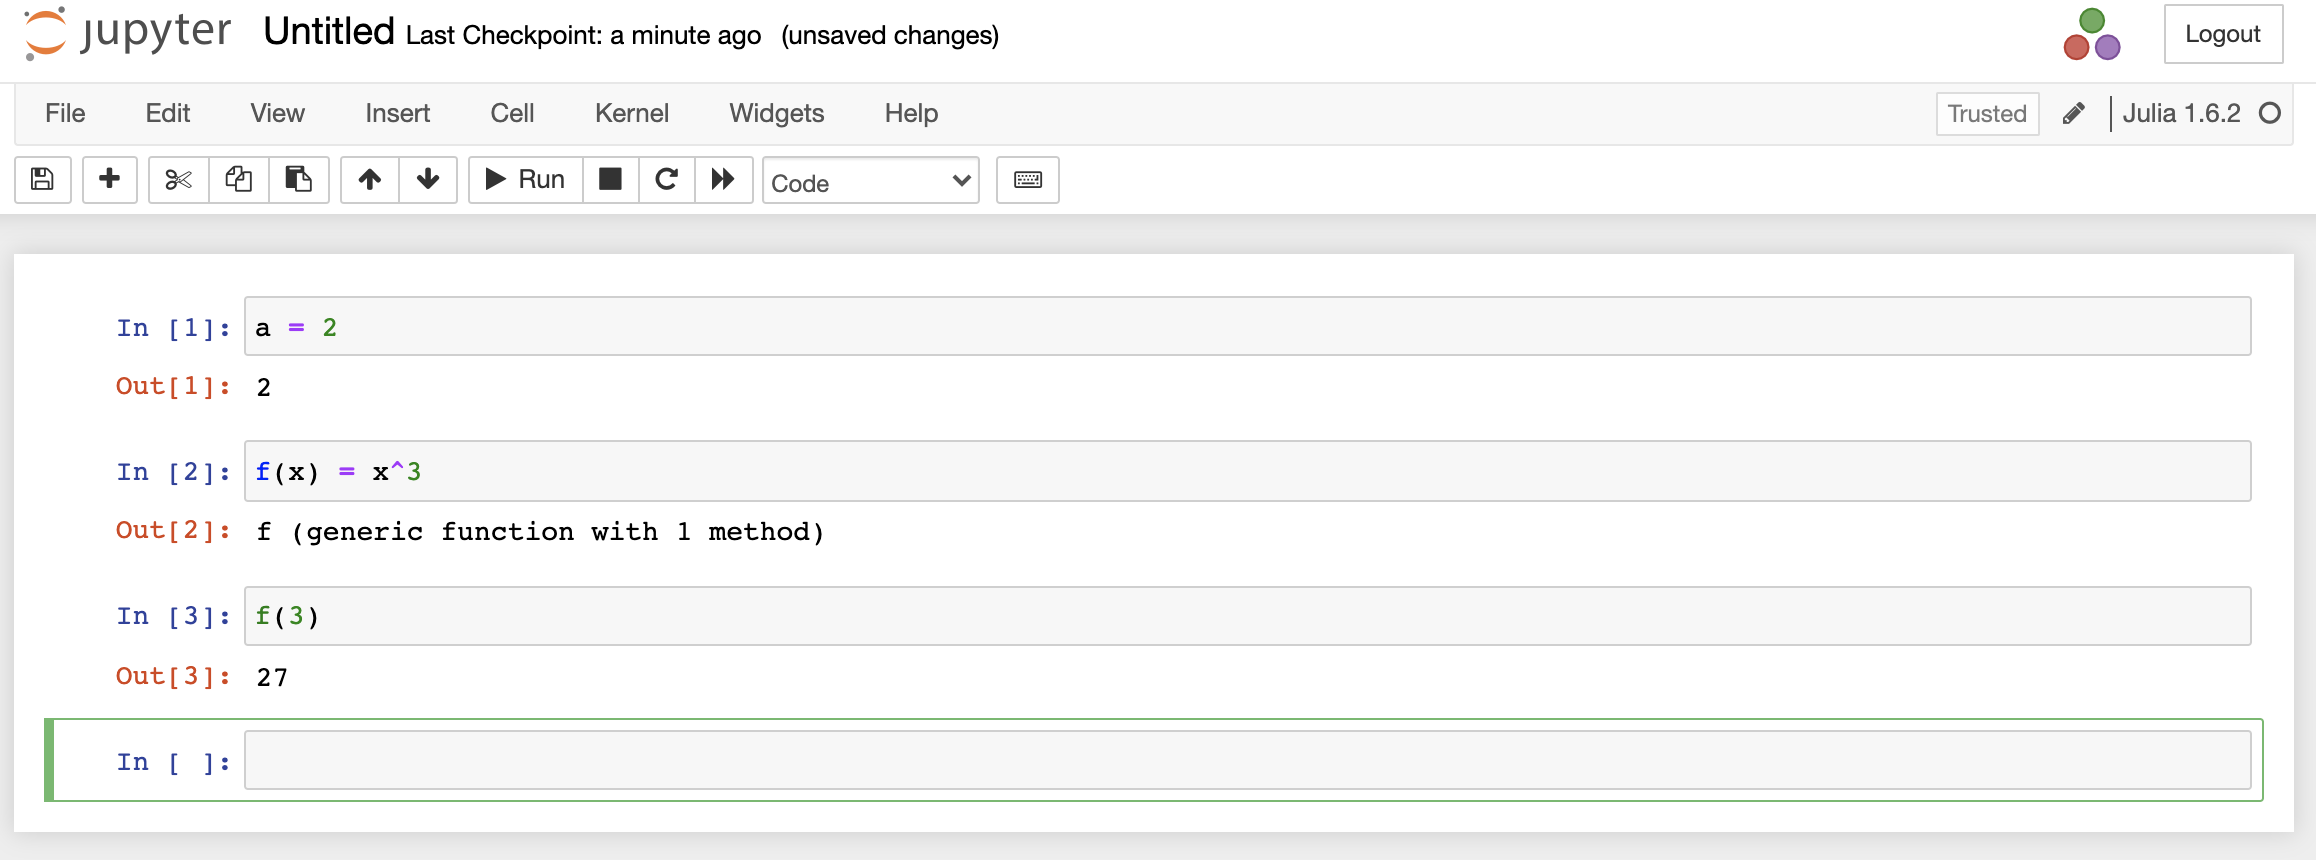 jupyter Untitled Last Checkpoint: a minute ago (unsaved changes) Logout
File Edit View Insert Cell Kernel Widgets Help Trusted Julia 1.6.2
Run Code
In [1]: a = 2
Out[1]: 2
In [2]: f(x) = x^3
Out[2]: f (generic function with 1 method)
In [3]: f(3)
Out[3]: 27
In [ ]: